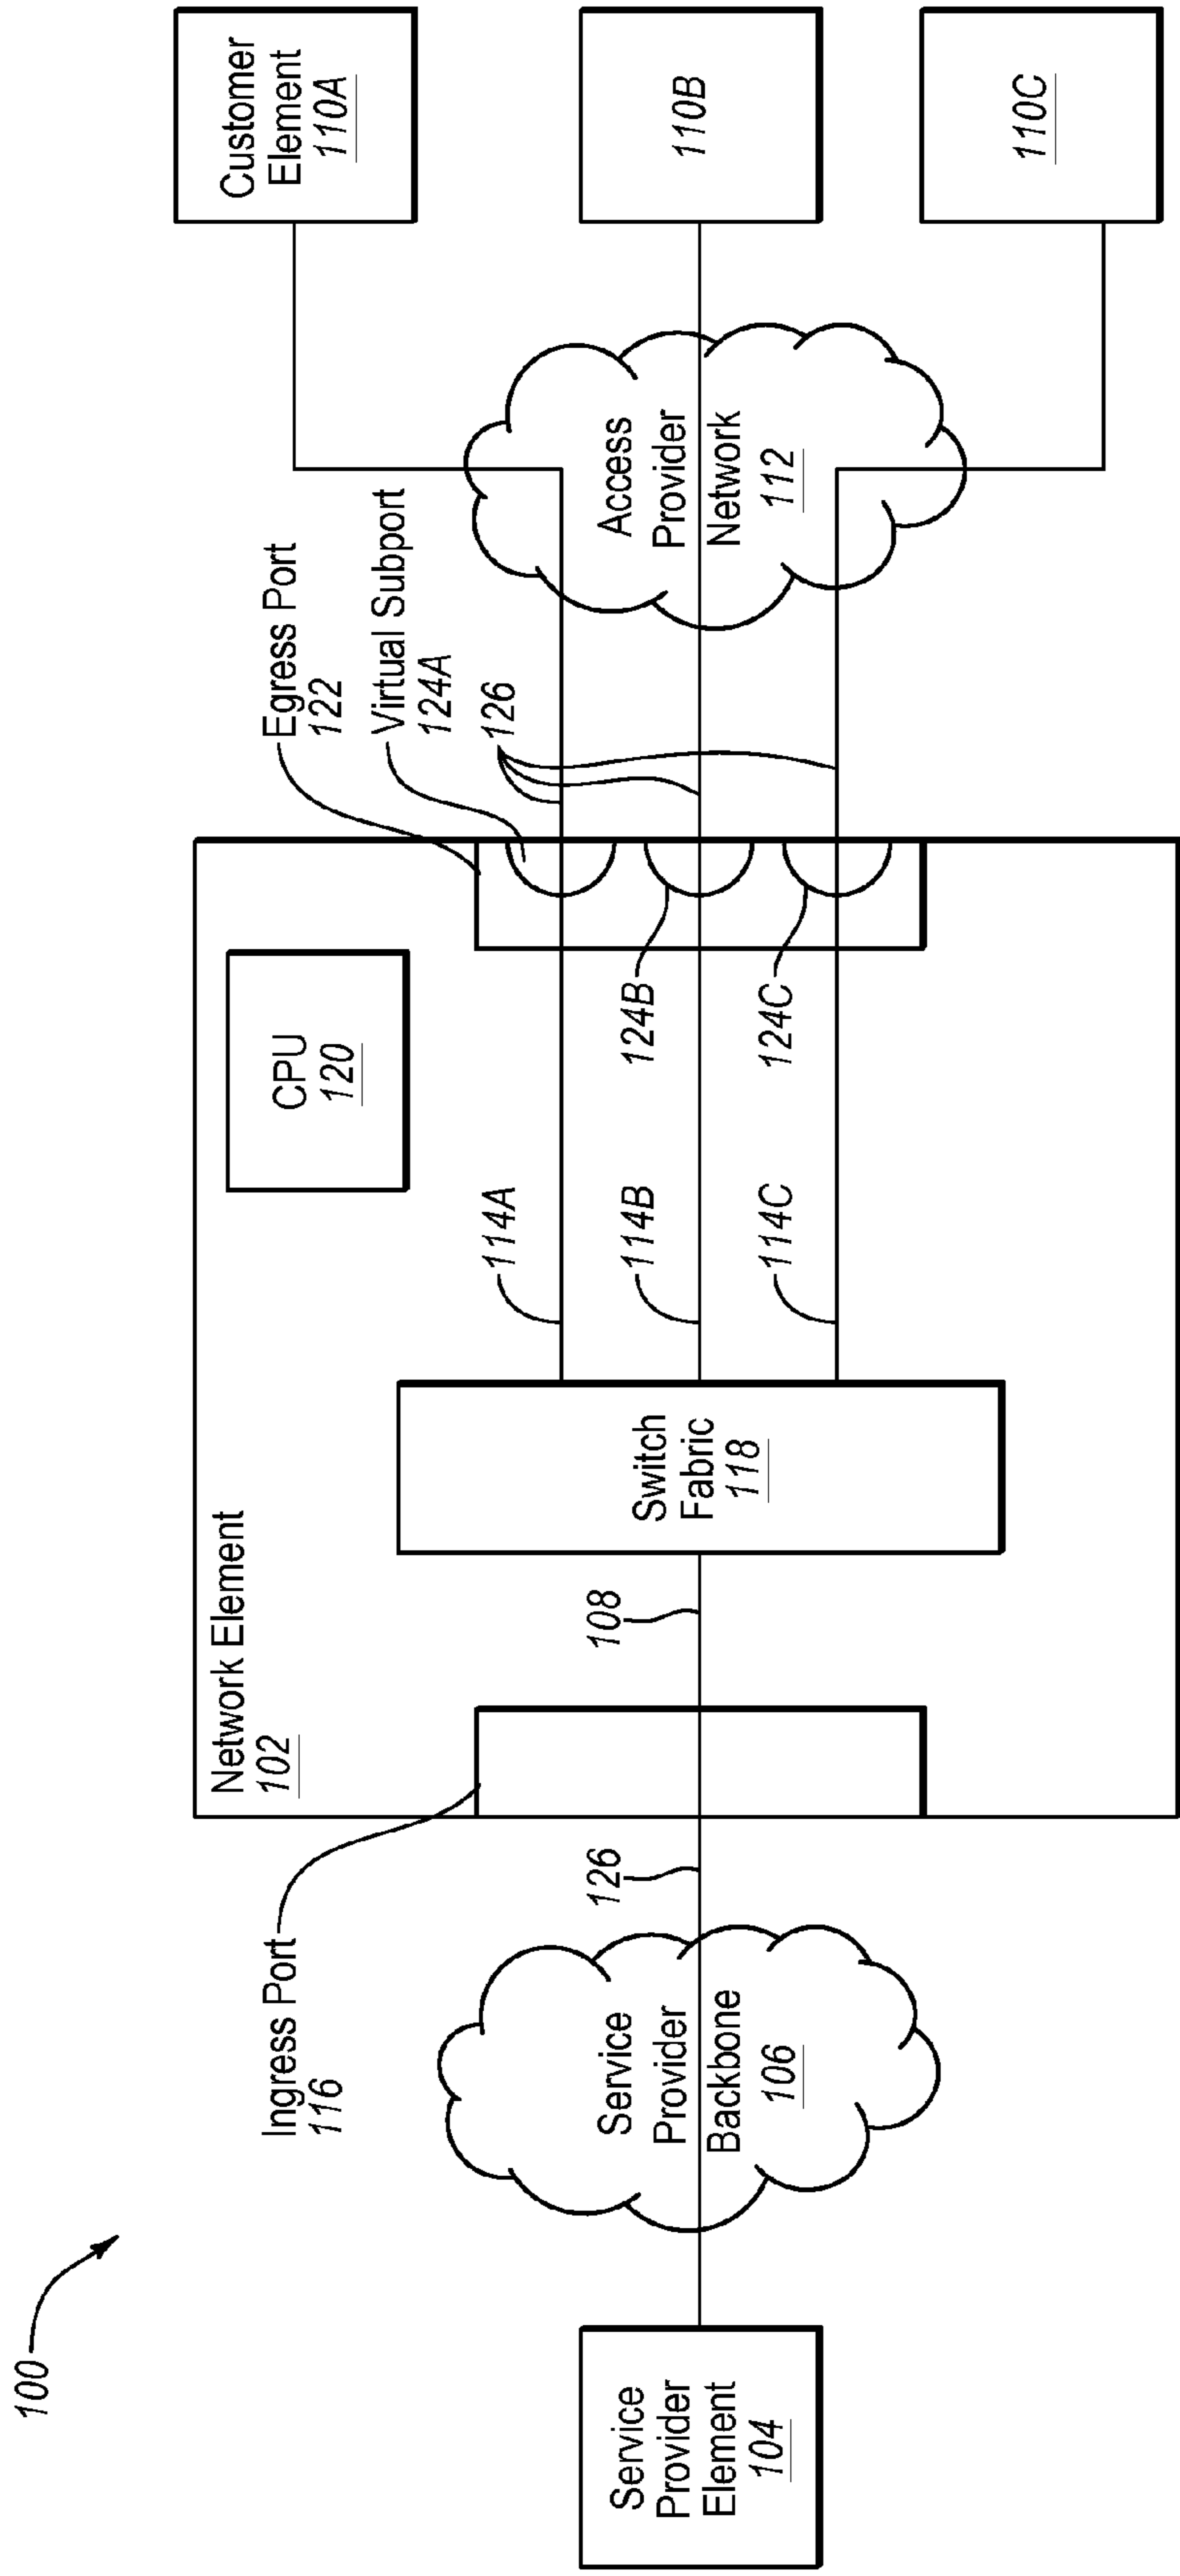 100
Service
Provider
Element
104
Service
Provider
Backbone
106
126
Ingress Port
116
Network Element
102
108
Switch
Fabric
118
114A
114B
114C
CPU
120
124B
124C
Egress Port
122
Virtual Subport
124A
126
Access
Provider
Network
112
Customer
Element
110A
110B
110C